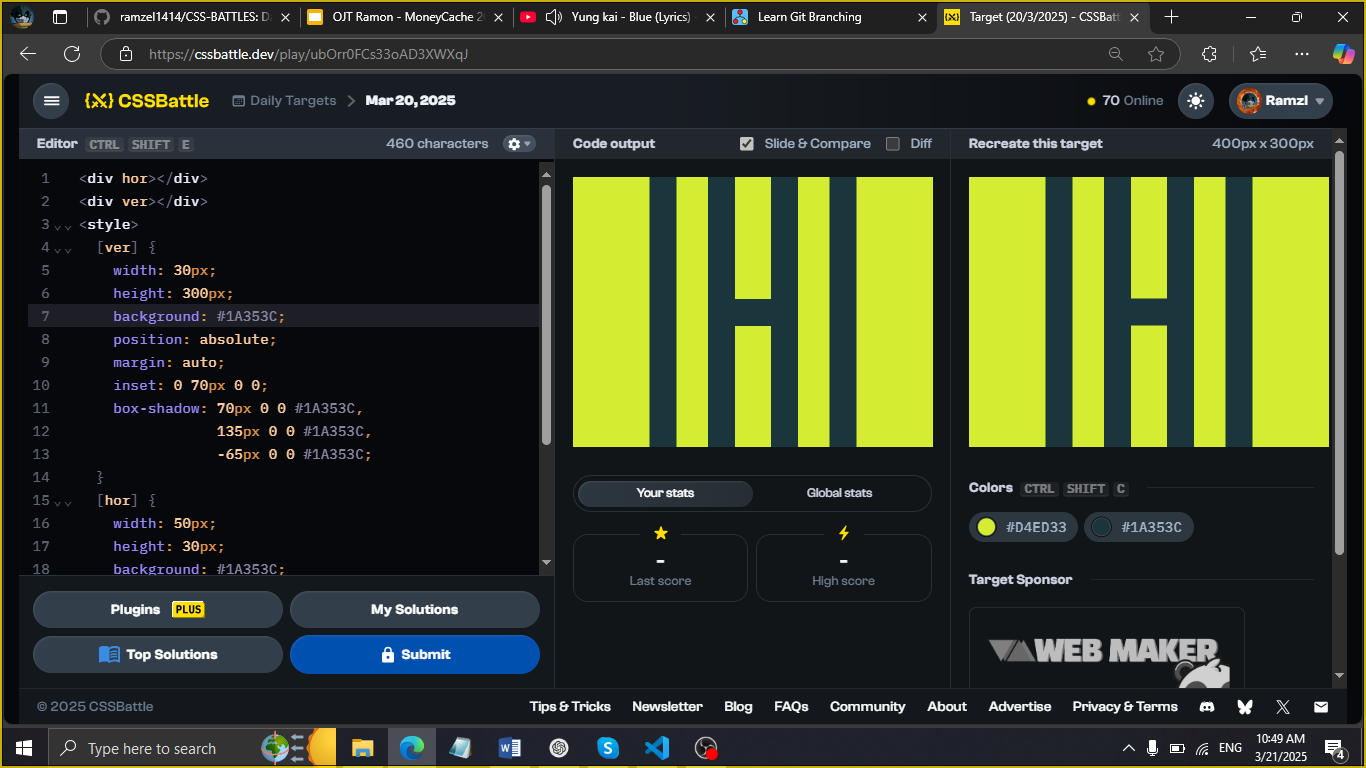 ramzel1414/CSS-BATTLES: Da
OJT Ramon - MoneyCache 2
Yung kai - Blue (Lyrics)
Learn Git Branching
Target (20/3/2025) - CSSBatt
https://cssbattle.dev/play/ubOrr0FCs33oAD3XWXqJ
{X} CSSBattle
Daily Targets
Mar 20, 2025
70 Online
Ramzl
Editor CTRL SHIFT E
460 characters
Code output
Slide & Compare
Diff
Recreate this target
400px x 300px
1 <div hor></div>
2 <div ver></div>
3 <style>
4 [ver] {
5 width: 30px;
6 height: 300px;
7 background: #1A353C;
8 position: absolute;
9 margin: auto;
10 inset: 0 70px 0 0;
11 box-shadow: 70px 0 0 #1A353C,
12 135px 0 0 #1A353C,
13 -65px 0 0 #1A353C;
14 }
15 [hor] {
16 width: 50px;
17 height: 30px;
18 background: #1A353C;
Plugins PLUS
My Solutions
Top Solutions
Submit
Your stats
Global stats
-
Last score
-
High score
Colors CTRL SHIFT C
#D4ED33
#1A353C
Target Sponsor
WEB MAKER
© 2025 CSSBattle
Tips & Tricks
Newsletter
Blog
FAQs
Community
About
Advertise
Privacy & Terms
Type here to search
ENG
10:49 AM
3/21/2025
4